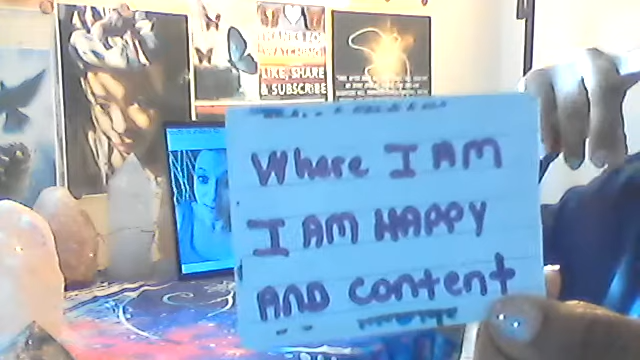 THANKS FOR
WATCHING
LIKE, SHARE
& SUBSCRIBE
Where I AM
I AM HAPPY
AND content